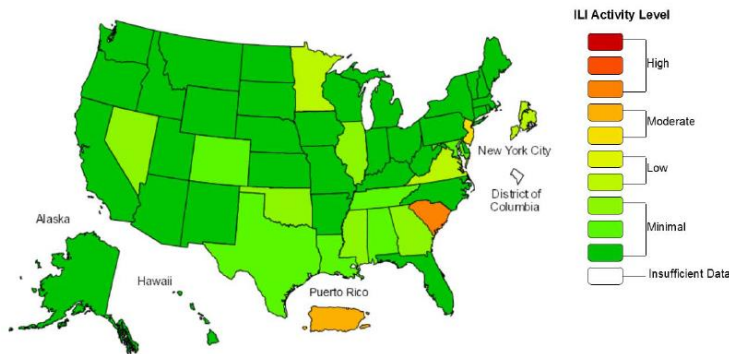 ILI Activity Level
High
Moderate
New York City
Low
District of
Columbia
Alaska
Minimal
Hawaii
Puerto Rico
Insufficient Data